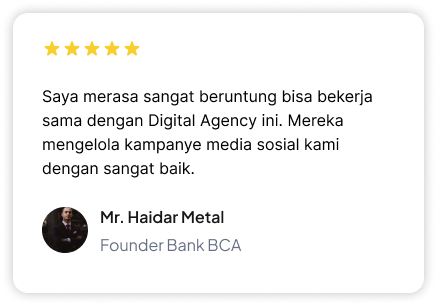 Saya merasa sangat beruntung bisa bekerja
sama dengan Digital Agency ini. Mereka
mengelola kampanye media sosial kami
dengan sangat baik.
Mr. Haidar Metal
Founder Bank BCA